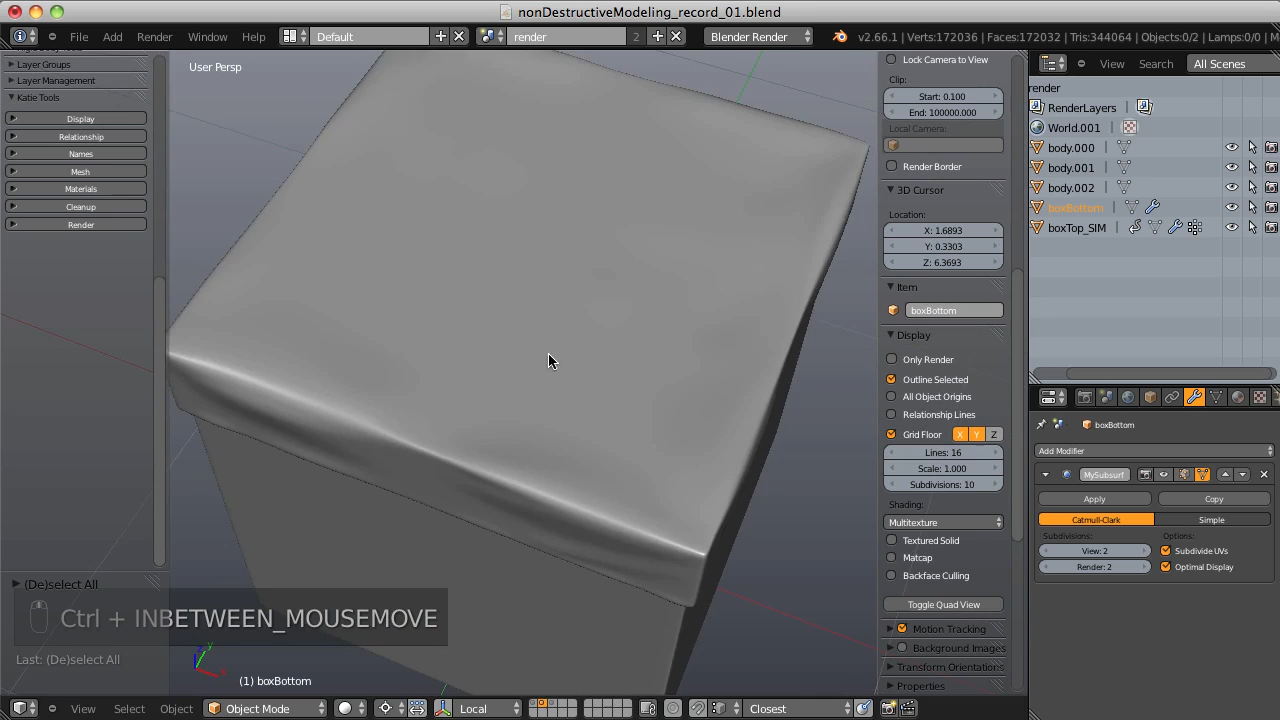 nonDestructiveModeling_record_01.blend
File Add Render Window Help Default render 2 Blender Render v2.66.1 | Verts:172036 | Faces:172032 | Tris:344064 | Objects:0/2 | Lamps:0/0 | M
Layer Groups
Layer Management
Katie Tools
Display
Relationship
Names
Mesh
Materials
Cleanup
Render
(De)select All
User Persp
Ctrl + INBETWEEN_MOUSEMOVE
Last: (De)select All
(1) boxBottom
View Select Object Object Mode Local Closest
Lock Camera to View
Clip:
Start: 0.100
End: 100000.000
Local Camera:
Render Border
3D Cursor
Location:
X: 1.6893
Y: 0.3303
Z: 6.3693
Item
boxBottom
Display
Only Render
Outline Selected
All Object Origins
Relationship Lines
Grid Floor X Y Z
Lines: 16
Scale: 1.000
Subdivisions: 10
Shading:
Multitexture
Textured Solid
Matcap
Backface Culling
Toggle Quad View
Motion Tracking
Background Images
Transform Orientations
Properties
View Search All Scenes
render
RenderLayers |
World.001 |
body.000 |
body.001 |
body.002 |
boxBottom |
boxTop_SIM |
boxBottom
Add Modifier
MySubsurf
Apply Copy
Catmull-Clark Simple
Subdivisions: Options:
View: 2 Subdivide UVs
Render: 2 Optimal Display